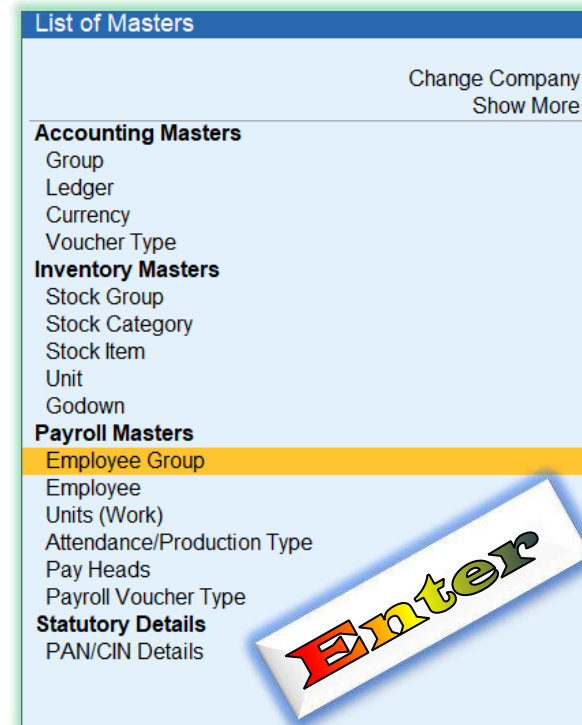 List of Masters
Change Company
Show More
Accounting Masters
Group
Ledger
Currency
Voucher Type
Inventory Masters
Stock Group
Stock Category
Stock Item
Unit
Godown
Payroll Masters
Employee Group
Employee
Units (Work)
Attendance/Production Type
Pay Heads
Payroll Voucher Type
Statutory Details
PAN/CIN Details
Enter